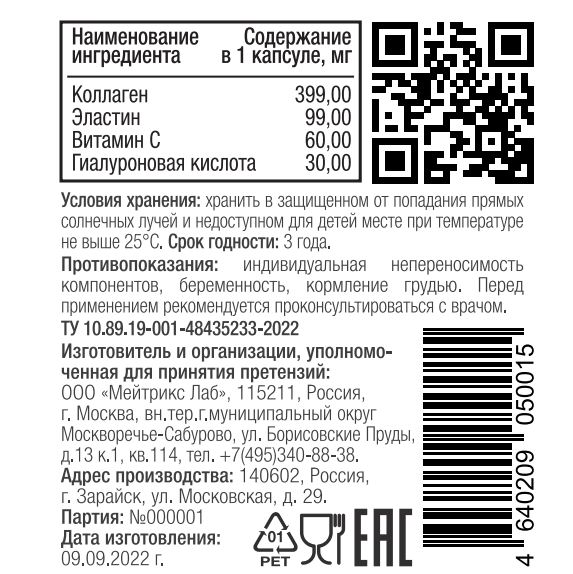 Наименование ингредиента Содержание в 1 капсуле, мг
Коллаген 399,00
Эластин 99,00
Витамин С 60,00
Гиалуроновая кислота 30,00
Условия хранения: хранить в защищенном от попадания прямых
солнечных лучей и недоступном для детей месте при температуре
не выше 25°С. Срок годности: 3 года.
Противопоказания: индивидуальная непереносимость
компонентов, беременность, кормление грудью. Перед
применением рекомендуется проконсультироваться с врачом.
ТУ 10.89.19-001-48435233-2022
Изготовитель и организации, уполномо-
ченная для принятия претензий:
ООО «Мейтрикс Лаб», 115211, Россия,
г. Москва, вн.тер.г.муниципальный округ
Москворечье-Сабурово, ул. Борисовские Пруды,
д.13 к.1, кв.114, тел. +7(495)340-88-38.
Адрес производства: 140602, Россия,
г. Зарайск, ул. Московская, д. 29.
Партия: №000001
Дата изготовления:
09.09.2022 г.
01
PET
EAC
4 640209 050015